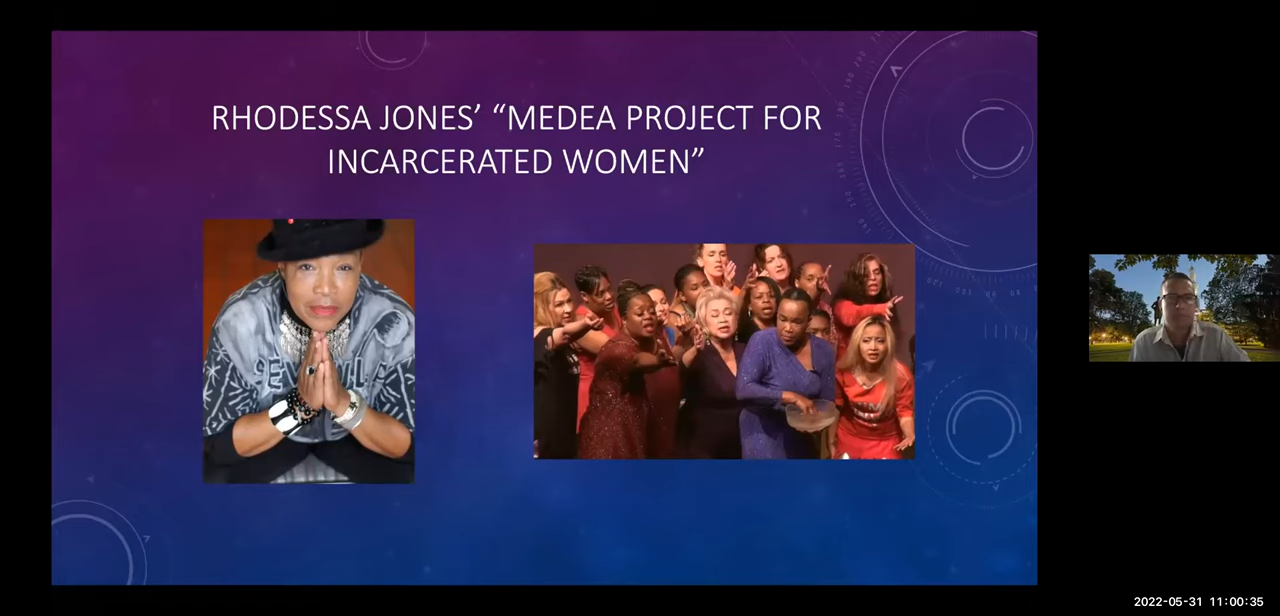 RHODESSA JONES’ “MEDEA PROJECT FOR
INCARCERATED WOMEN”
2022-05-31 11:00:35